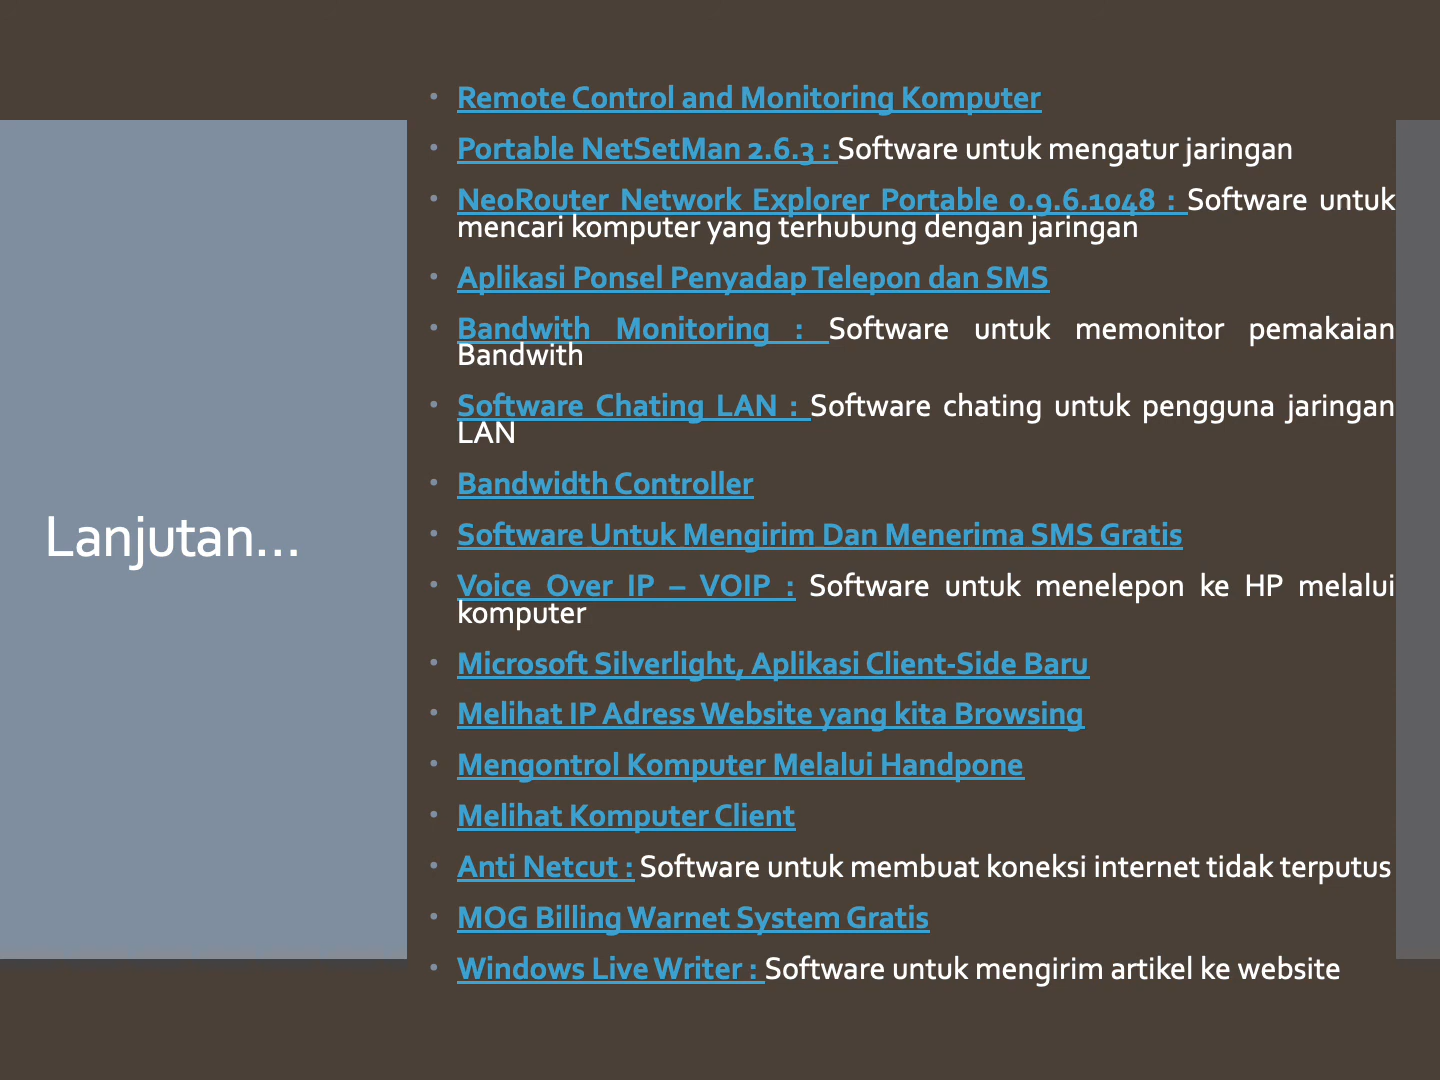 Lanjutan...
• Remote Control and Monitoring Komputer
• Portable NetSetMan 2.6.3 : Software untuk mengatur jaringan
• NeoRouter Network Explorer Portable 0.9.6.1048 : Software untuk
mencari komputer yang terhubung dengan jaringan
• Aplikasi Ponsel Penyadap Telepon dan SMS
• Bandwith Monitoring : Software untuk memonitor pemakaian
Bandwith
• Software Chating LAN : Software chating untuk pengguna jaringan
LAN
• Bandwidth Controller
• Software Untuk Mengirim Dan Menerima SMS Gratis
• Voice Over IP – VOIP : Software untuk menelepon ke HP melalui
komputer
• Microsoft Silverlight, Aplikasi Client-Side Baru
• Melihat IP Adress Website yang kita Browsing
• Mengontrol Komputer Melalui Handpone
• Melihat Komputer Client
• Anti Netcut : Software untuk membuat koneksi internet tidak terputus
• MOG Billing Warnet System Gratis
• Windows Live Writer : Software untuk mengirim artikel ke website